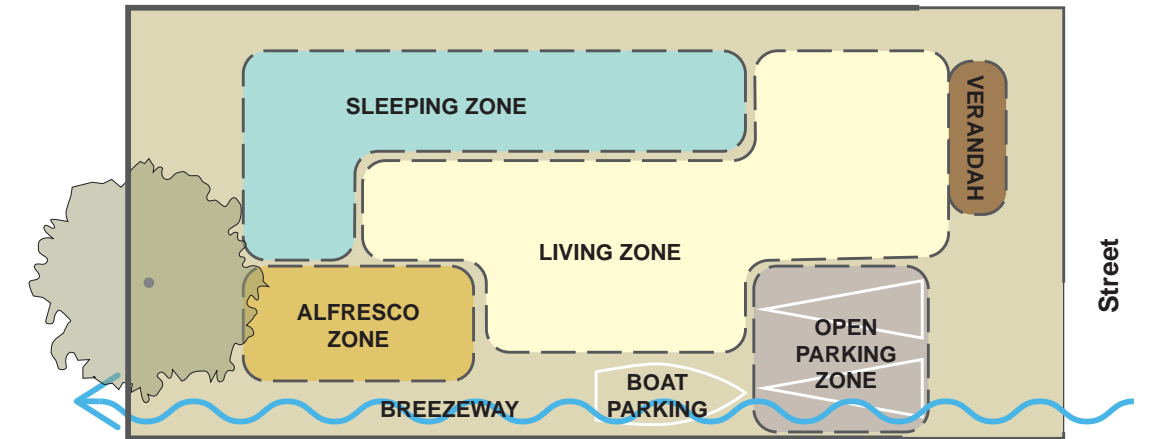 SLEEPING ZONE
VERANDAH
LIVING ZONE
Street
ALFRESCO
ZONE
OPEN
PARKING
ZONE
BOAT
PARKING
BREEZEWAY